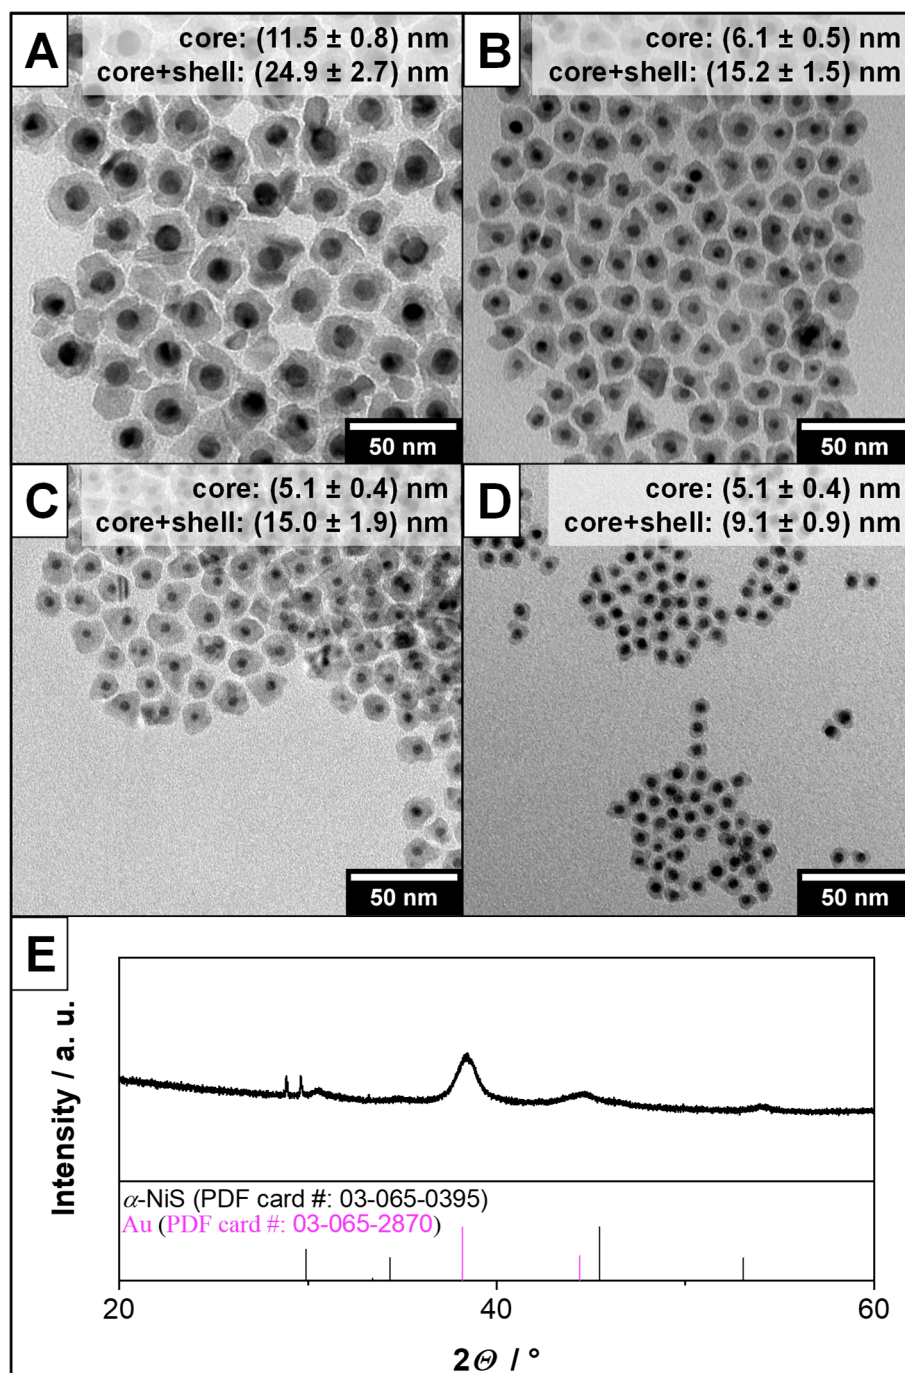 A
core: (11.5 ± 0.8) nm
core+shell: (24.9 ± 2.7) nm
50 nm
B
core: (6.1 ± 0.5) nm
core+shell: (15.2 ± 1.5) nm
50 nm
C
core: (5.1 ± 0.4) nm
core+shell: (15.0 ± 1.9) nm
50 nm
D
core: (5.1 ± 0.4) nm
core+shell: (9.1 ± 0.9) nm
50 nm
E
Intensity / a. u.
α-NiS (PDF card #: 03-065-0395)
Au (PDF card #: 03-065-2870)
20 40 60
2Θ / °